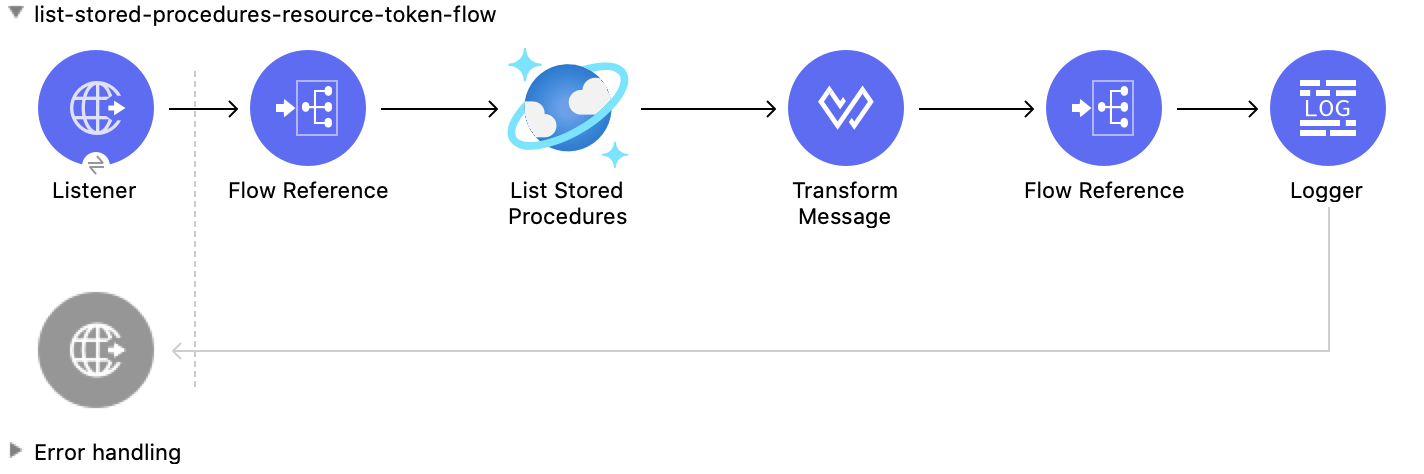 list-stored-procedures-resource-token-flow
LOG
Listener
Flow Reference
List Stored
Procedures
Transform
Message
Flow Reference
Logger
Error handling